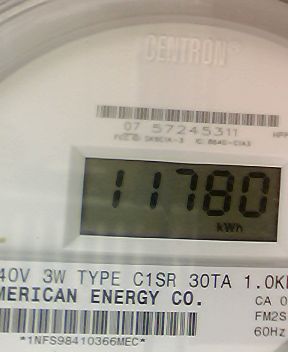 CENTRON®
07 57245311
11780
kWh
40V 3W TYPE C1SR 30TA 1.0K
MERICAN ENERGY CO.
CA 0
FM2S
60Hz
*1NFS98410366MEC*